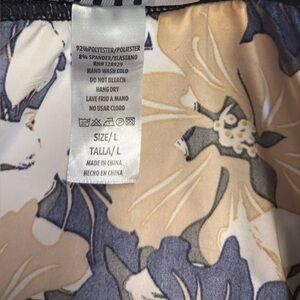 92%POLYESTER/POLIESTER
8% SPANDEX/ELASTANO
RN#128929
HAND WASH COLD
DO NOT BLEACH
HANG DRY
LAVE FRIO A MANO
NO USAR CLORO
SIZE/ L
TALLA/ L
MADE IN CHINA
HECHO EN CHINA